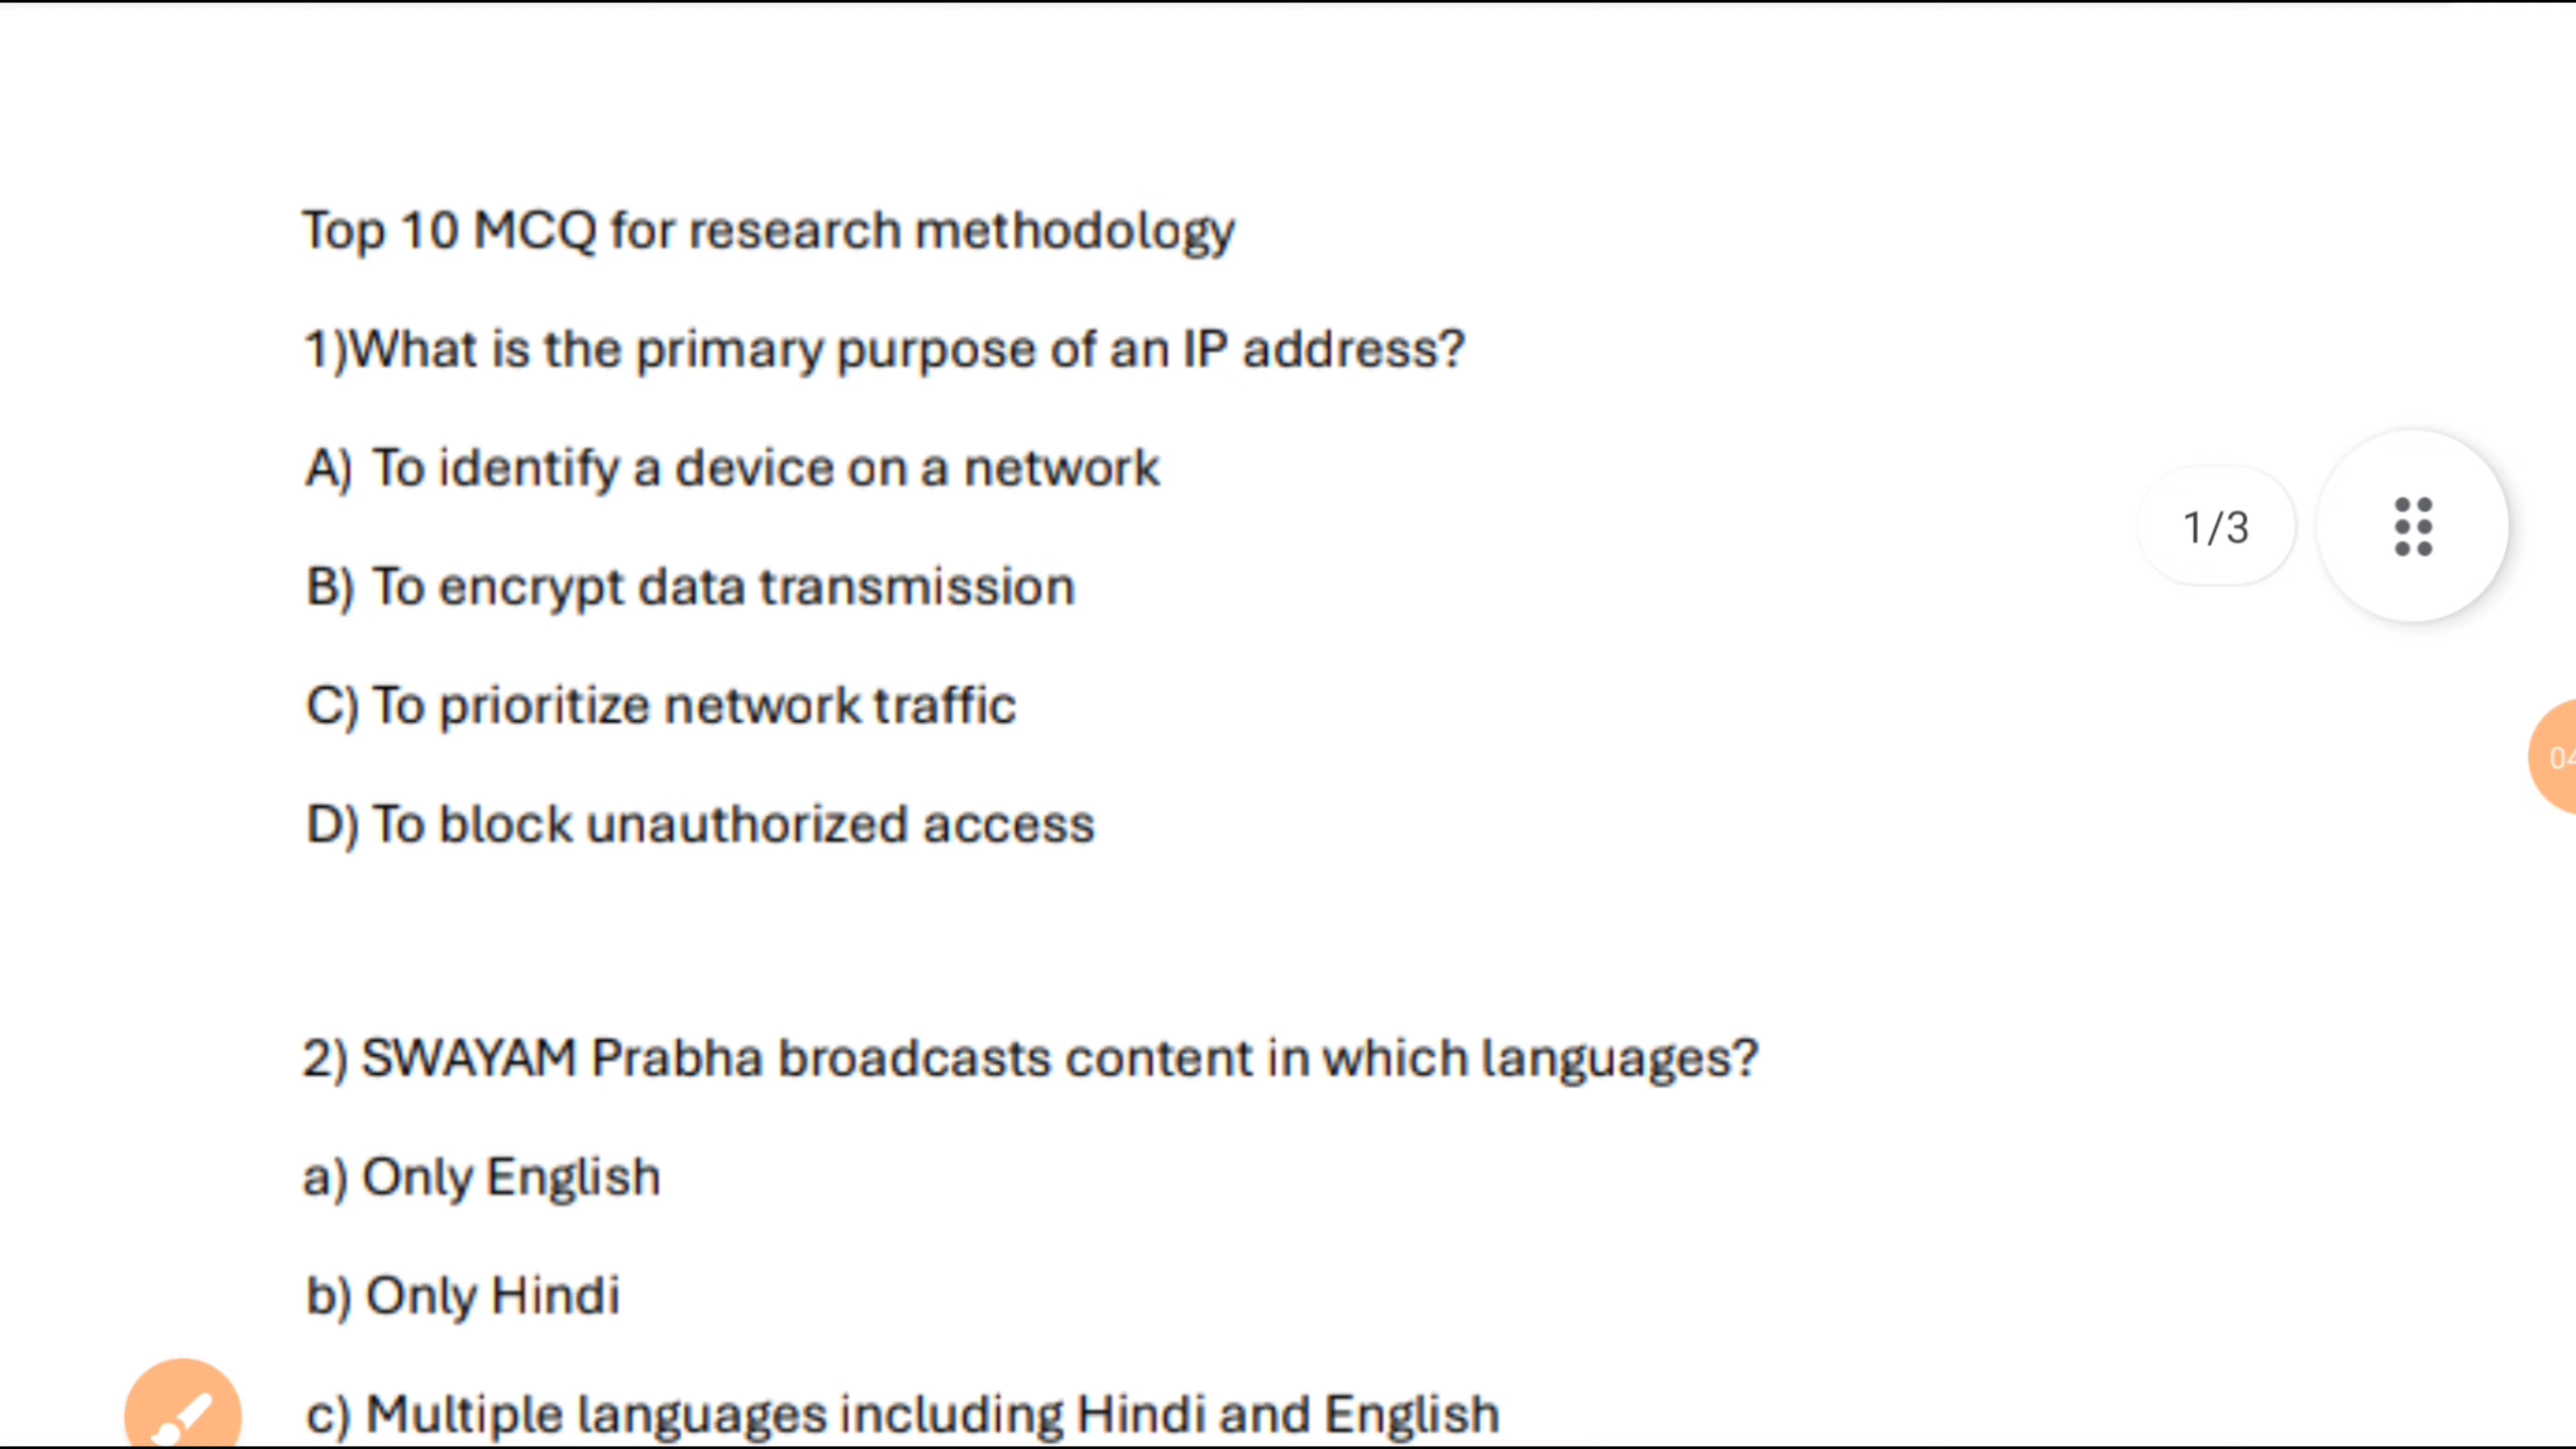 Top 10 MCQ for research methodology
1)What is the primary purpose of an IP address?
A) To identify a device on a network
B) To encrypt data transmission
1/3
C) To prioritize network traffic
04
D) To block unauthorized access
2) SWAYAM Prabha broadcasts content in which languages?
a) Only English
b) Only Hindi
c) Multiple languages including Hindi and English